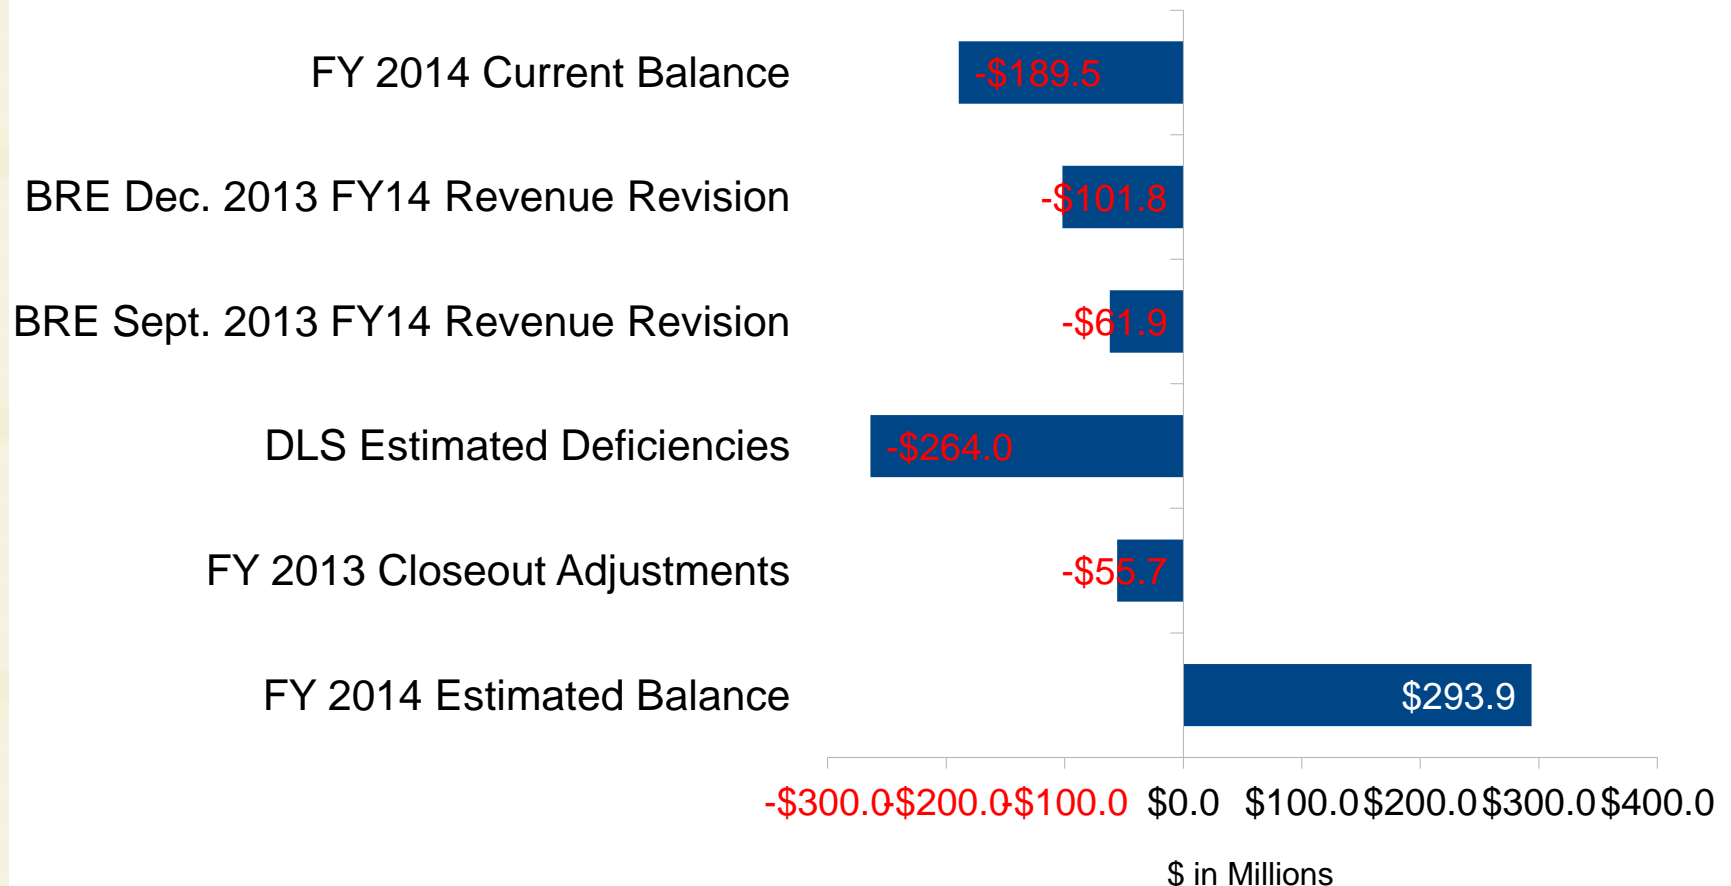 FY 2014 Current Balance -$189.5
BRE Dec. 2013 FY14 Revenue Revision -$101.8
BRE Sept. 2013 FY14 Revenue Revision -$61.9
DLS Estimated Deficiencies -$264.0
FY 2013 Closeout Adjustments -$55.7
FY 2014 Estimated Balance $293.9
-$300.0 -$200.0 -$100.0 $0.0 $100.0 $200.0 $300.0 $400.0
$ in Millions